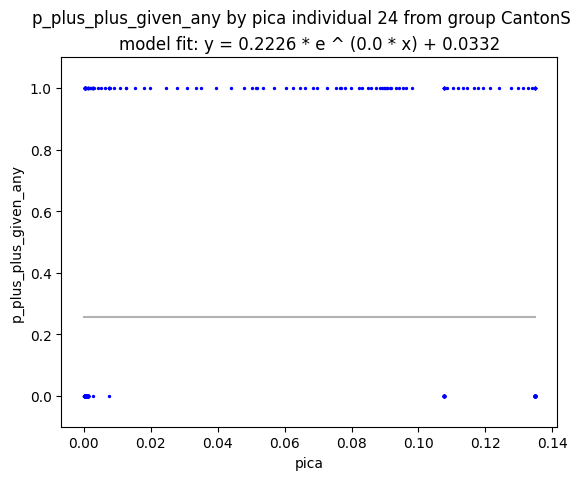 p_plus_plus_given_any by pica individual 24 from group CantonS
model fit: y = 0.2226 * e ^ (0.0 * x) + 0.0332
p_plus_plus_given_any
1.0
0.8
0.6
0.4
0.2
0.0
0.00 0.02 0.04 0.06 0.08 0.10 0.12 0.14
pica